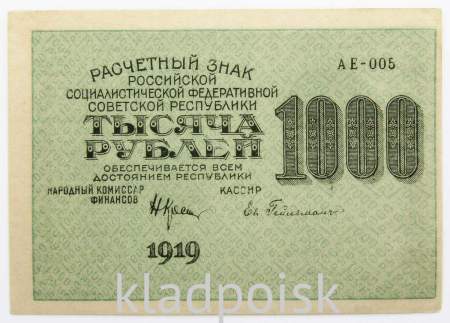 РАСЧЕТНЫЙ ЗНАК
РОССИЙСКОЙ
СОЦИАЛИСТИЧЕСКОЙ ФЕДЕРАТИВНОЙ
СОВЕТСКОЙ РЕСПУБЛИКИ
ТЫСЯЧА
РУБЛЕЙ
ОБЕСПЕЧИВАЕТСЯ ВСЕМ
ДОСТОЯНИЕМ РЕСПУБЛИКИ
НАРОДНЫЙ КОМИССАР
ФИНАНСОВ
КАССИР
1919
АЕ-005
1000
kladpoisk